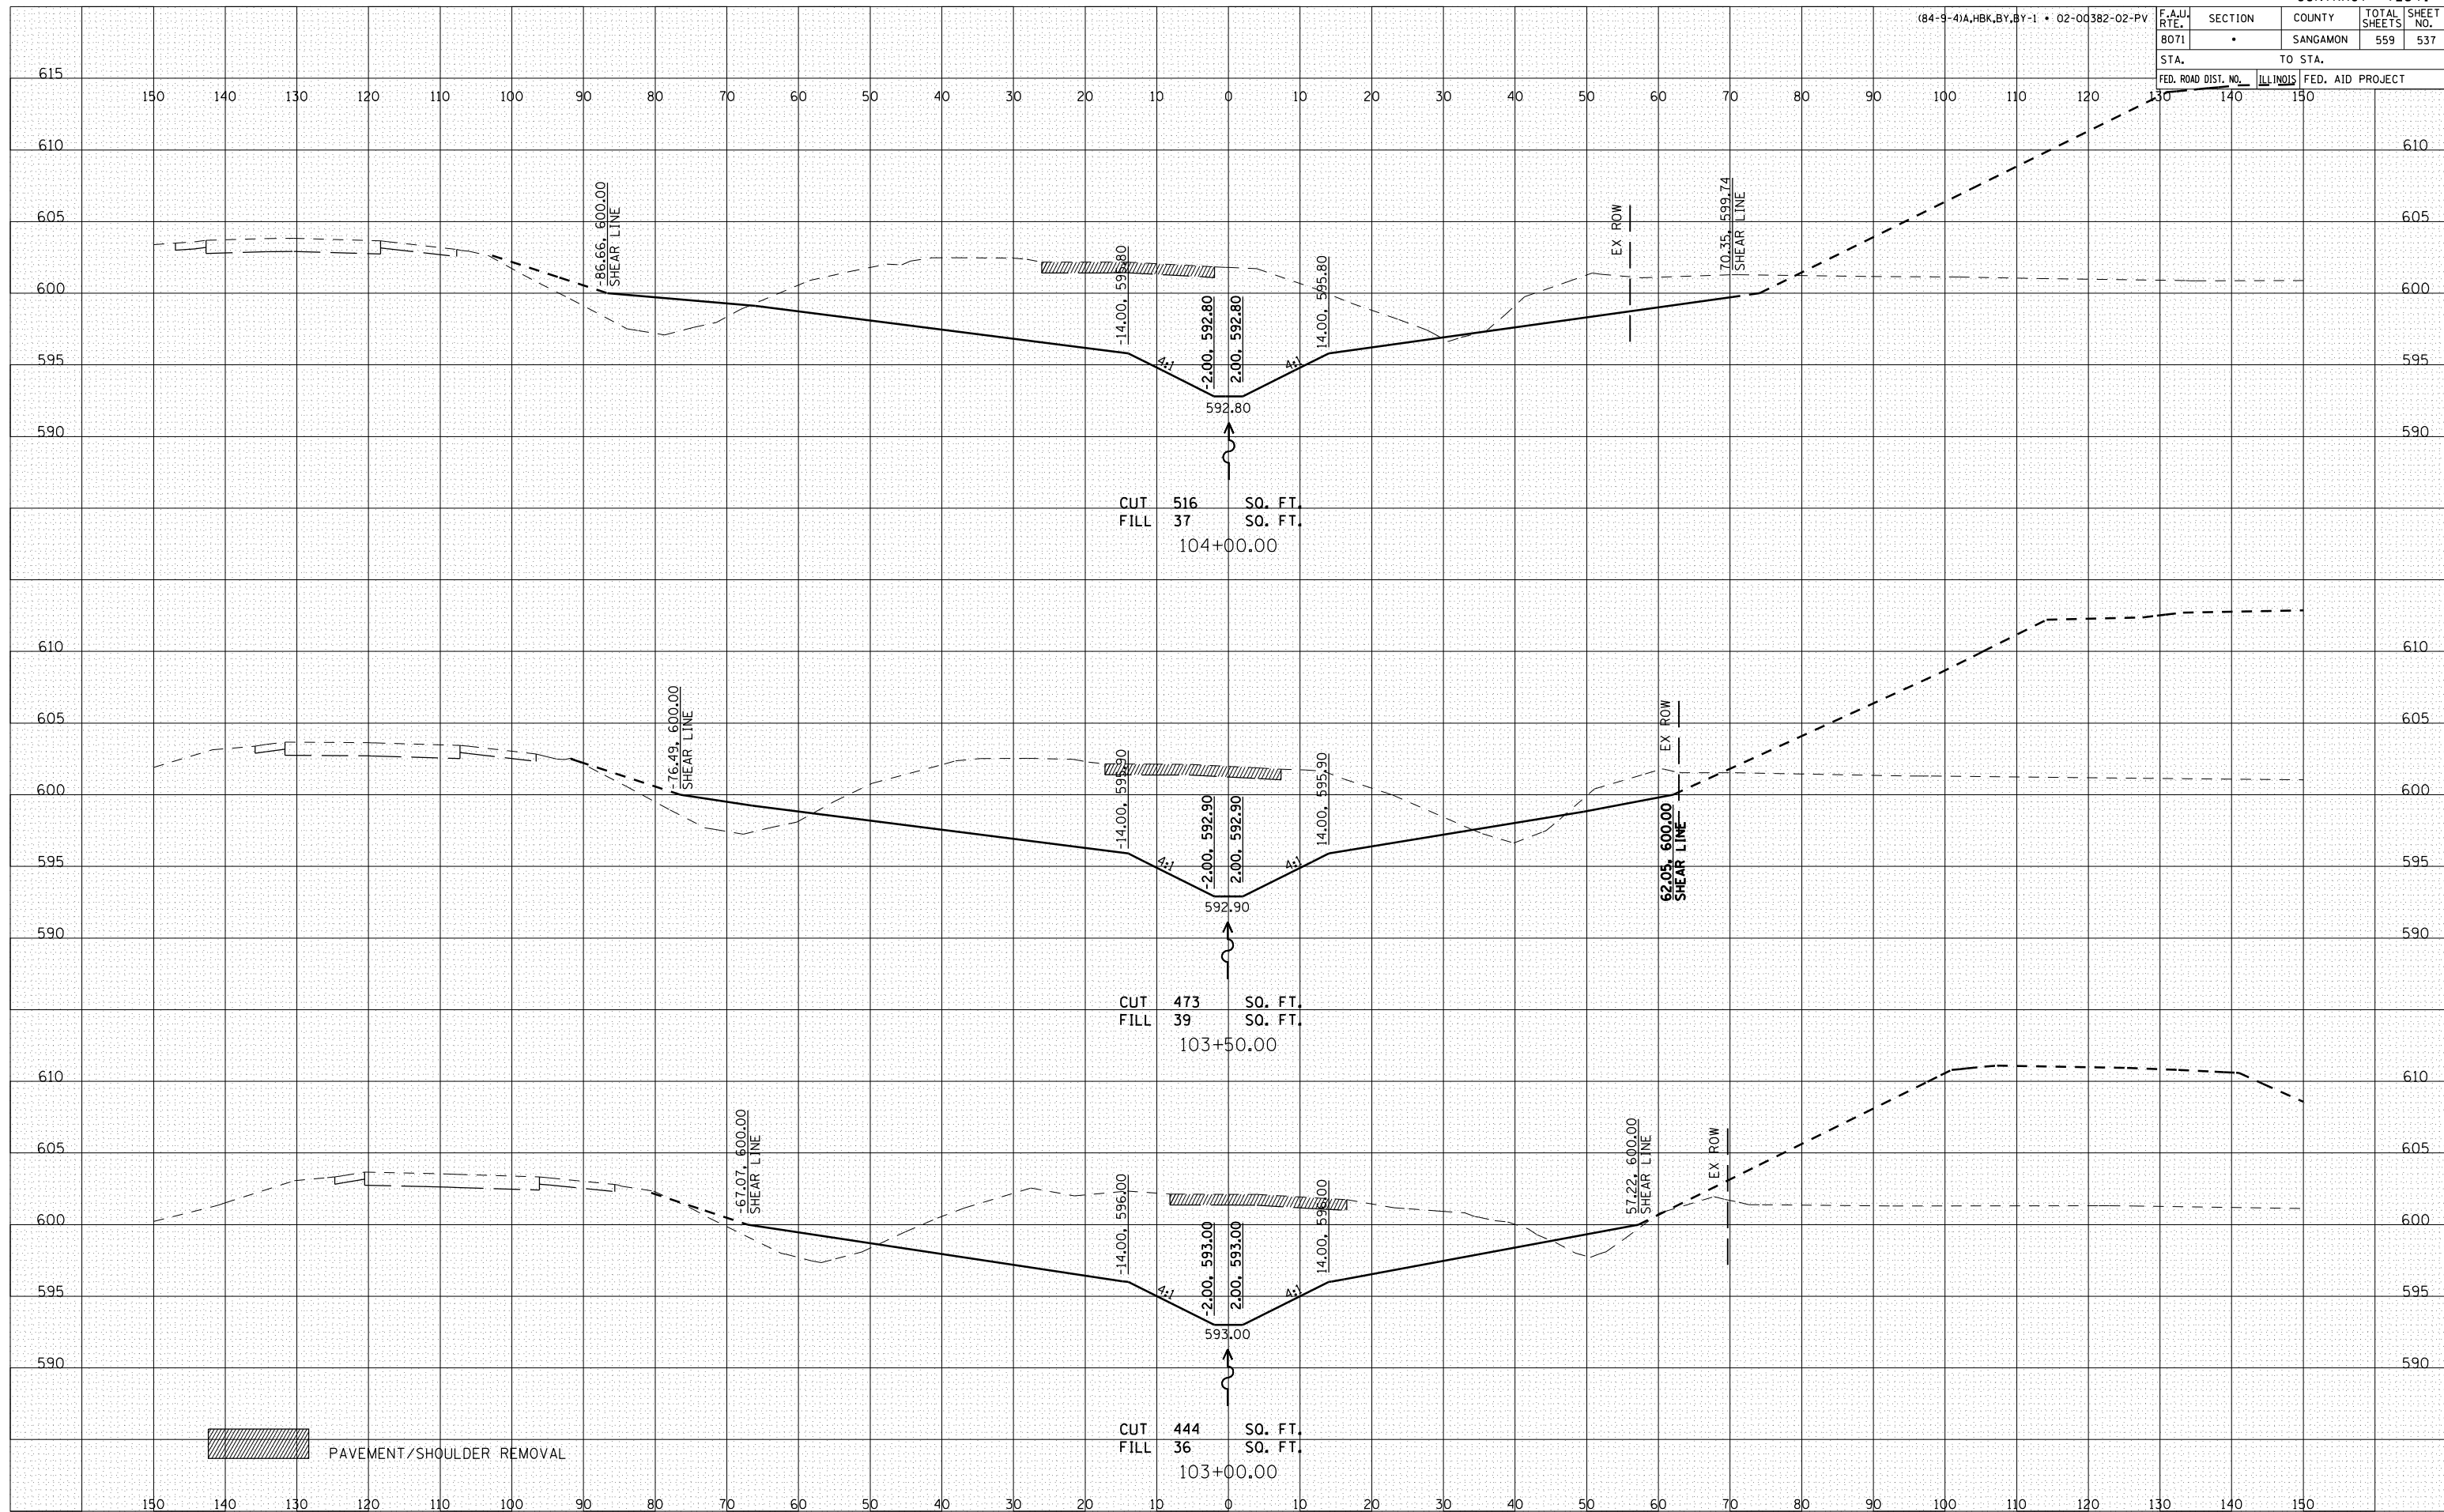 (84-9-4)A,HBK,BY,BY-1 • 02-00382-02-PV
F.A.U. RTE. SECTION COUNTY TOTAL SHEETS SHEET NO.
8071 • SANGAMON 559 537
STA. TO STA.
FED. ROAD DIST. NO. ILLINOIS FED. AID PROJECT
615
150 140 130 120 110 100 90 80 70 60 50 40 30 20 10 0 10 20 30 40 50 60 70 80 90 100 110 120 130 140 150
610 610
605 605
600 600
595 595
590 590
-86.66, 600.00
SHEAR LINE
-14.00, 595.80
-2.00, 592.80
2.00, 592.80
14.00, 595.80
EX ROW
70.35, 599.74
SHEAR LINE
4:1 4:1
592.80
CUT 516 SQ. FT.
FILL 37 SQ. FT.
104+00.00
610 610
605 605
600 600
595 595
590 590
-76.49, 600.00
SHEAR LINE
-14.00, 595.90
-2.00, 592.90
2.00, 592.90
14.00, 595.90
EX ROW
62.05, 600.00
SHEAR LINE
4:1 4:1
592.90
CUT 473 SQ. FT.
FILL 39 SQ. FT.
103+50.00
610 610
605 605
600 600
595 595
590 590
-67.07, 600.00
SHEAR LINE
-14.00, 596.00
-2.00, 593.00
2.00, 593.00
14.00, 596.00
57.22, 600.00
SHEAR LINE
EX ROW
4:1 4:1
593.00
CUT 444 SQ. FT.
FILL 36 SQ. FT.
103+00.00
PAVEMENT/SHOULDER REMOVAL
150 140 130 120 110 100 90 80 70 60 50 40 30 20 10 0 10 20 30 40 50 60 70 80 90 100 110 120 130 140 150